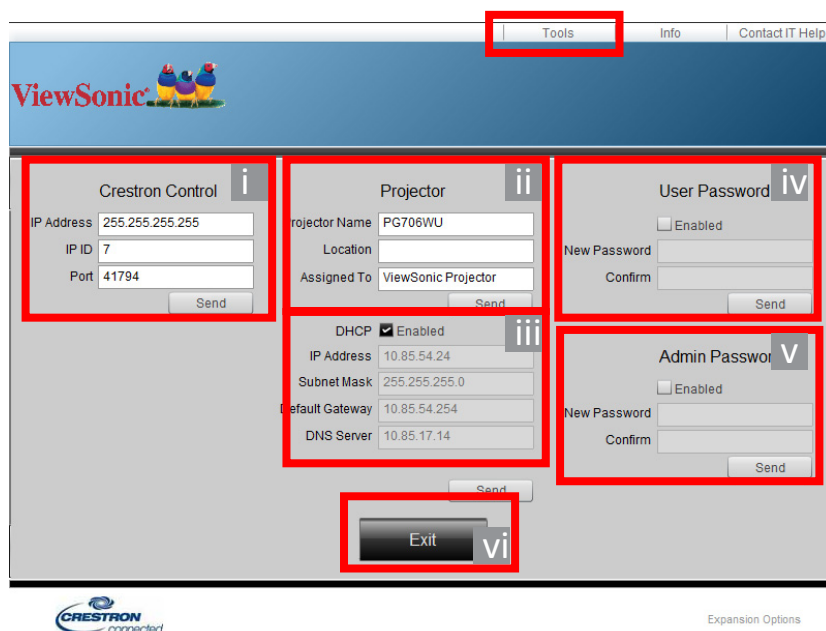 Tools Info Contact IT Help
ViewSonic
Crestron Control i
IP Address 255.255.255.255
IP ID 7
Port 41794
Send
Projector ii
rojector Name PG706WU
Location
Assigned To ViewSonic Projector
Send
DHCP Enabled iii
IP Address 10.85.54.24
Subnet Mask 255.255.255.0
Default Gateway 10.85.54.254
DNS Server 10.85.17.14
Send
User Password iv
Enabled
New Password
Confirm
Send
Admin Passwor v
Enabled
New Password
Confirm
Send
Exit vi
CRESTRON
connected
Expansion Options